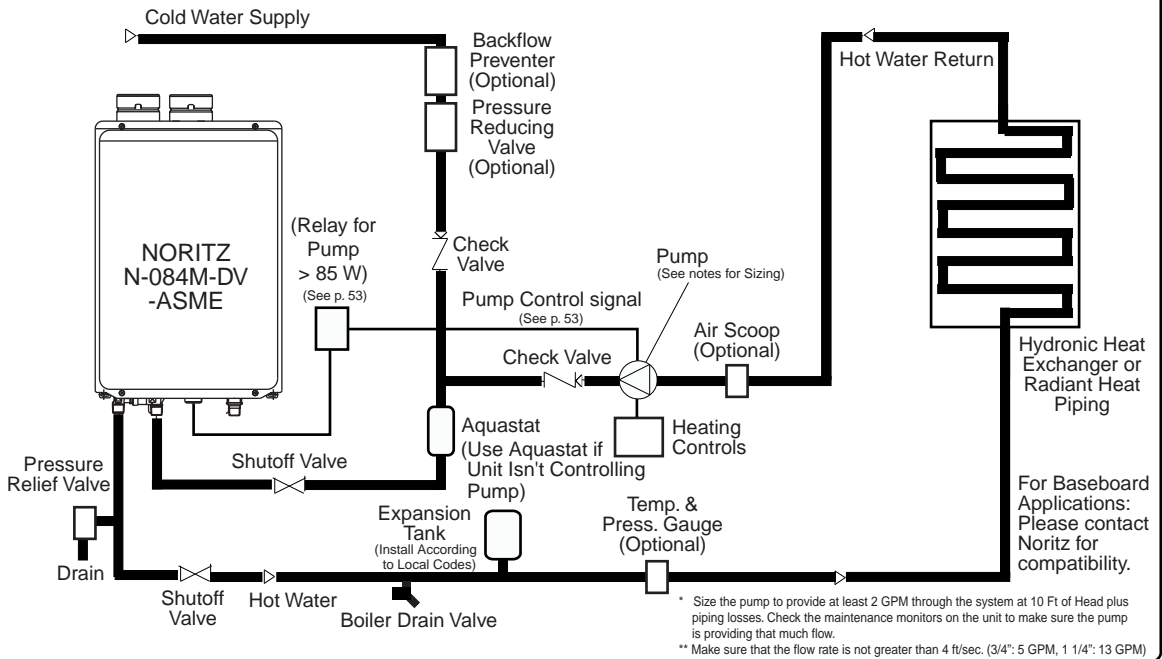 Cold Water Supply
Backflow
Preventer
(Optional)
Pressure
Reducing
Valve
(Optional)
Hot Water Return
NORITZ
N-084M-DV
-ASME
(Relay for
Pump
> 85 W)
(See p. 53)
Check
Valve
Pump
(See notes for Sizing)
Pump Control signal
(See p. 53)
Check Valve
Air Scoop
(Optional)
Hydronic Heat
Exchanger or
Radiant Heat
Piping
Heating
Controls
Aquastat
(Use Aquastat if
Unit Isn't Controlling
Pump)
Shutoff Valve
Pressure
Relief Valve
Drain
Shutoff
Valve
Hot Water
Expansion
Tank
(Install According
to Local Codes)
Boiler Drain Valve
Temp. &
Press. Gauge
(Optional)
For Baseboard
Applications:
Please contact
Noritz for
compatibility.
* Size the pump to provide at least 2 GPM through the system at 10 Ft of Head plus
piping losses. Check the maintenance monitors on the unit to make sure the pump
is providing that much flow.
** Make sure that the flow rate is not greater than 4 ft/sec. (3/4": 5 GPM, 1 1/4": 13 GPM)